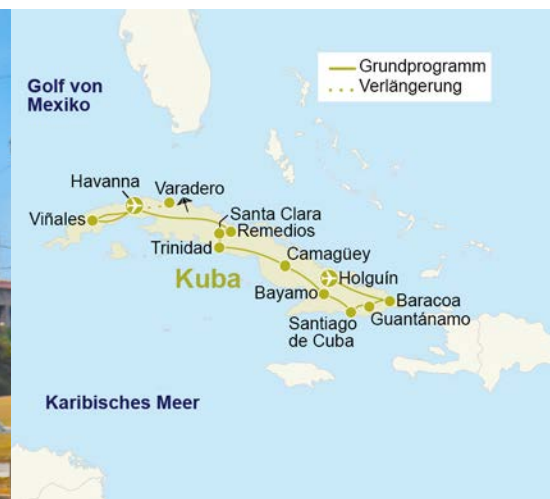 Golf von
Mexiko
Grundprogramm
Verlängerung
Havanna
Varadero
Viñales
Santa Clara
Remedios
Trinidad
Camagüey
Kuba
Holguín
Bayamo
Baracoa
Guantánamo
Santiago
de Cuba
Karibisches Meer